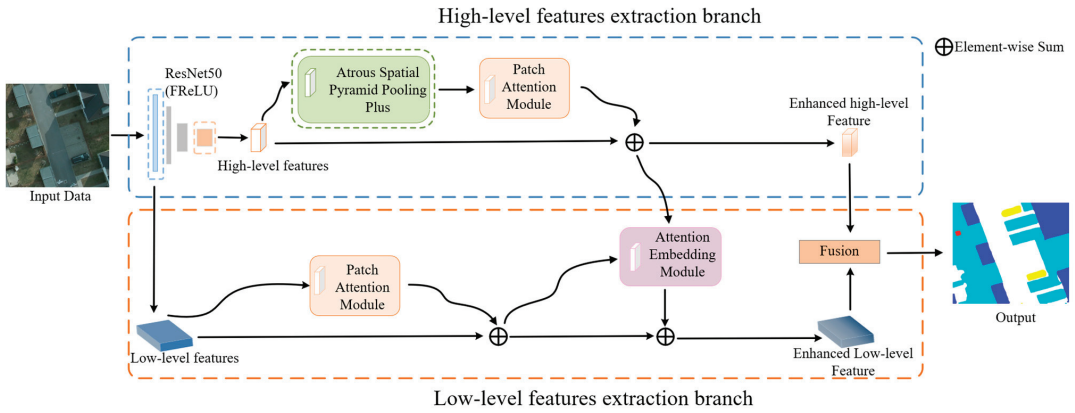 High-level features extraction branch
Element-wise Sum
ResNet50
(FReLU)
Atrous Spatial
Pyramid Pooling
Plus
Patch
Attention
Module
Enhanced high-level
Feature
High-level features
Input Data
Attention
Embedding
Module
Fusion
Patch
Attention
Module
Output
Low-level features
Enhanced Low-level
Feature
Low-level features extraction branch